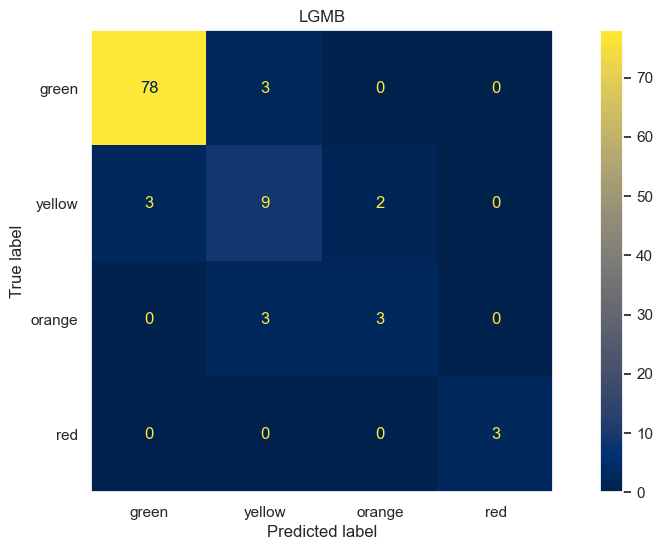 LGMB
green 78 3 0 0
yellow 3 9 2 0
orange 0 3 3 0
red 0 0 0 3
green yellow orange red
Predicted label
True label
70
60
50
40
30
20
10
0